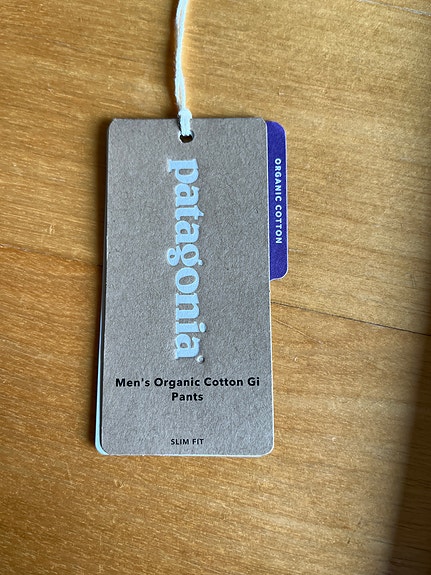 patagonia®
Men's Organic Cotton Gi
Pants
SLIM FIT
ORGANIC COTTON